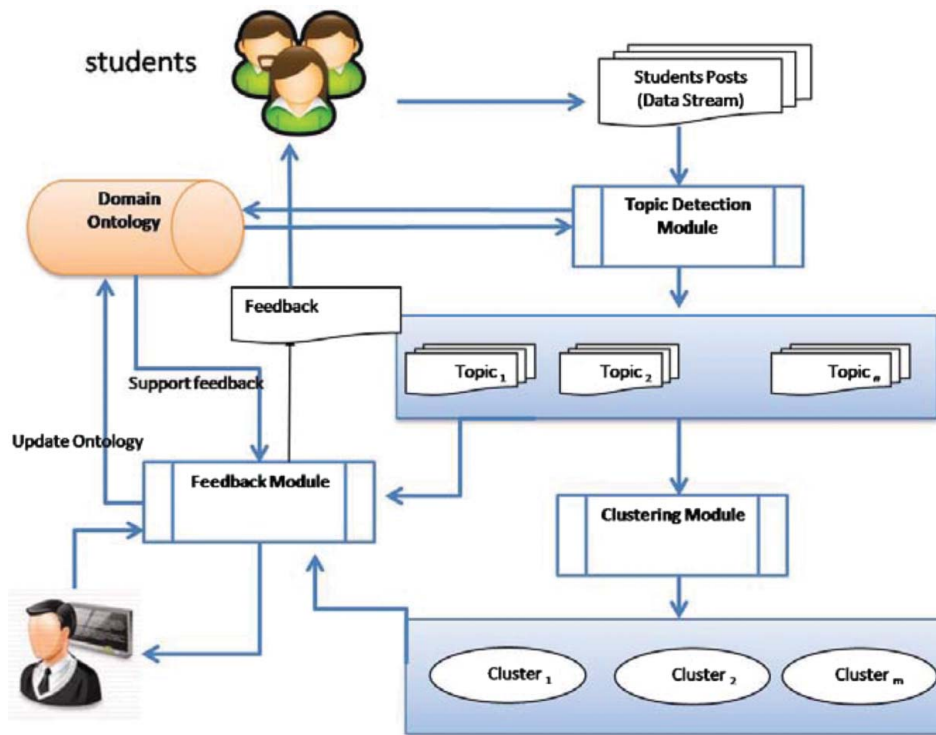 students
Students Posts
(Data Stream)
Domain
Ontology
Topic Detection
Module
Feedback
Topic 1
Topic 2
Topic n
Support feedback
Update Ontology
Feedback Module
Clustering Module
Cluster 1
Cluster 2
Cluster m